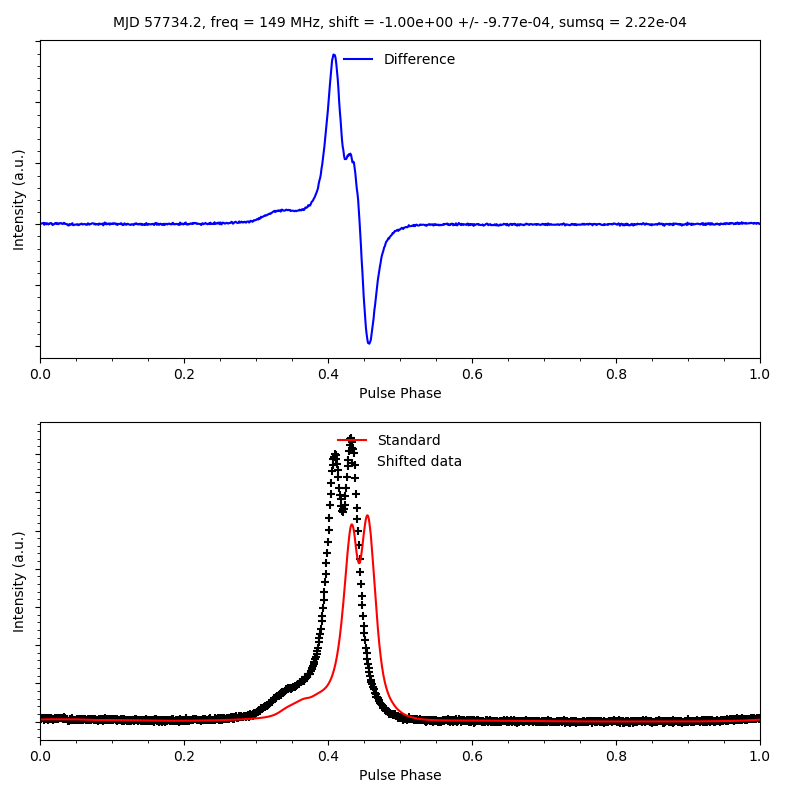 MJD 57734.2, freq = 149 MHz, shift = -1.00e+00 +/- -9.77e-04, sumsq = 2.22e-04
Difference
Intensity (a.u.)
0.0 0.2 0.4 0.6 0.8 1.0
Pulse Phase
Standard
Shifted data
Intensity (a.u.)
0.0 0.2 0.4 0.6 0.8 1.0
Pulse Phase